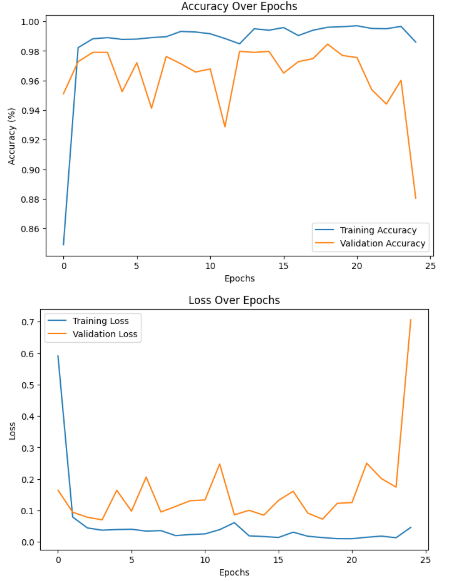 Accuracy Over Epochs
1.00
0.98
0.96
0.94
0.92
0.90
0.88
0.86
Accuracy (%)
Training Accuracy
Validation Accuracy
0 5 10 15 20 25
Epochs
Loss Over Epochs
Training Loss
Validation Loss
0.7
0.6
0.5
0.4
0.3
0.2
0.1
0.0
Loss
0 5 10 15 20 25
Epochs